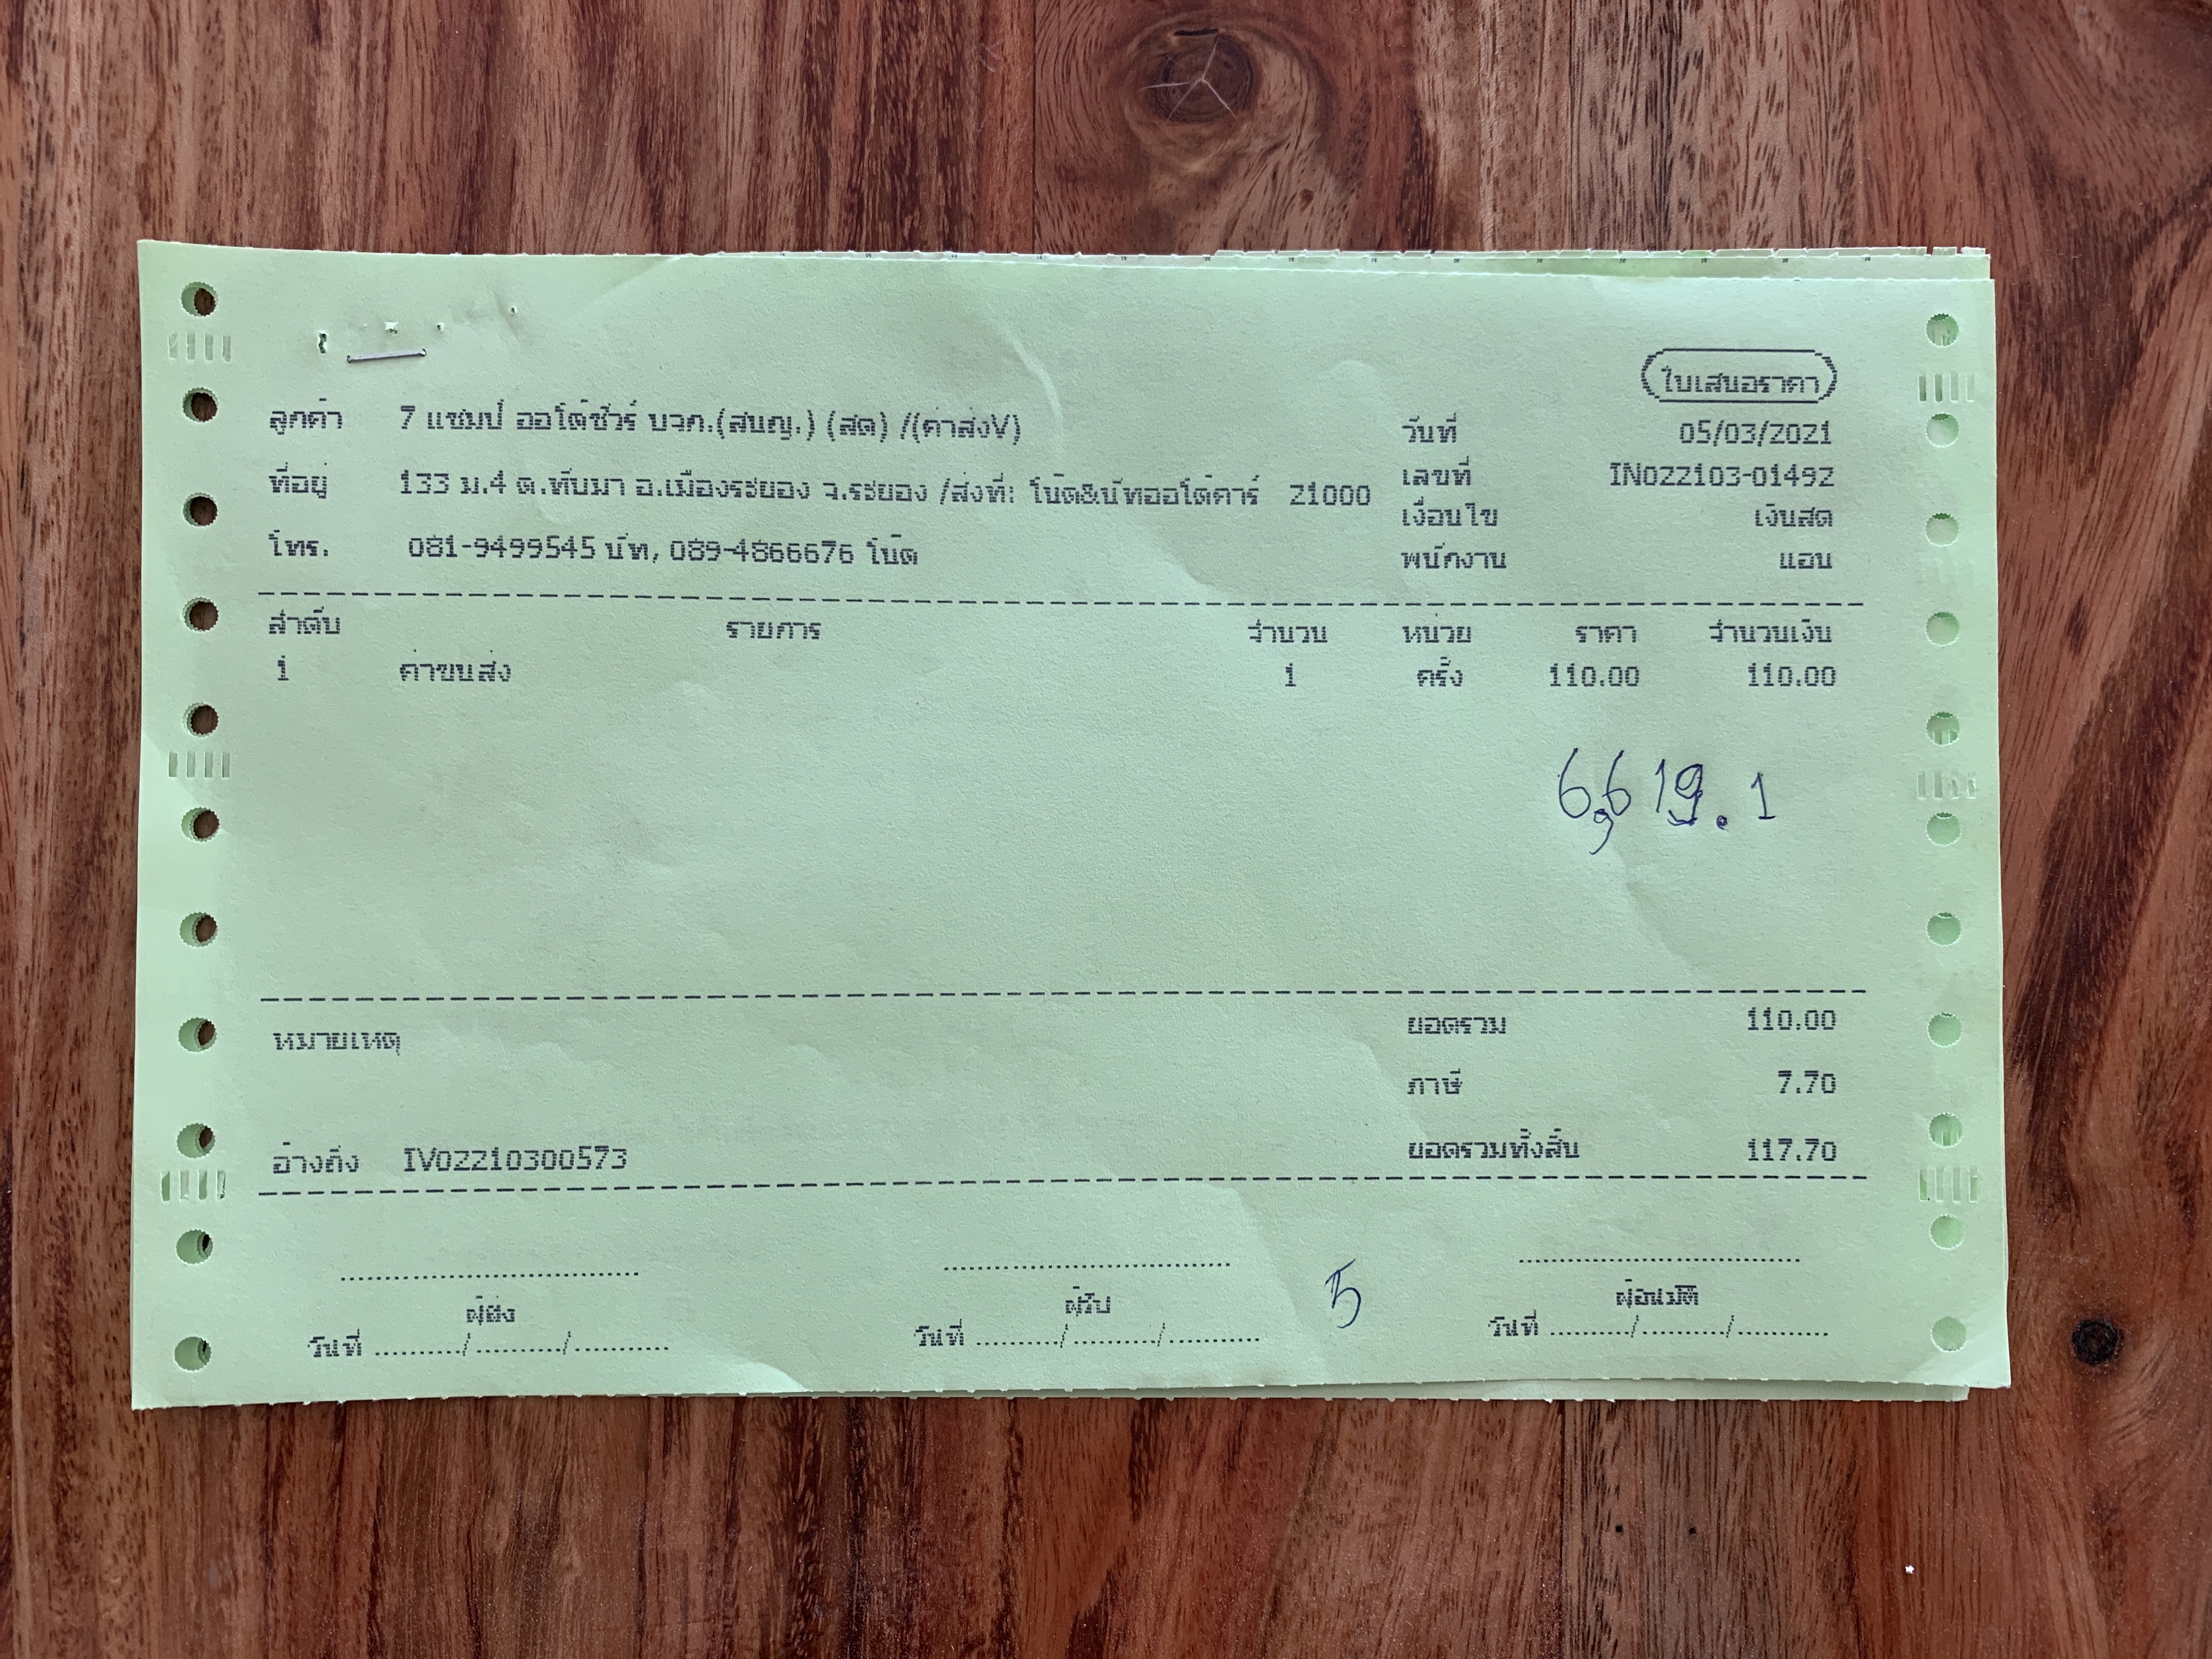 ใบเสนอราคา
ลูกค้า 7 แชมป์ ออโต้ชัวร์ บจก.(สนญ.) (สด) /(ค่าส่งV)
วันที่ 05/03/2021
ที่อยู่ 133 ม.4 ต.ทับมา อ.เมืองระยอง จ.ระยอง /ส่งที่: โน๊ต&นัทออโต้คาร์ 21000
เลขที่ IN022103-01492
เงื่อนไข เงินสด
โทร. 081-9499545 นัท, 089-4866676 โน๊ต
พนักงาน แอน
ลำดับ รายการ จำนวน หน่วย ราคา จำนวนเงิน
1 ค่าขนส่ง 1 ครั้ง 110.00 110.00
6,619.1
ยอดรวม 110.00
หมายเหตุ
ภาษี 7.70
อ้างถึง IV02210300573
ยอดรวมทั้งสิ้น 117.70
ผู้ส่ง ผู้รับ ผู้อนุมัติ
วันที่ ........../........../........... วันที่ ........../........../........... วันที่ ........../........../...........